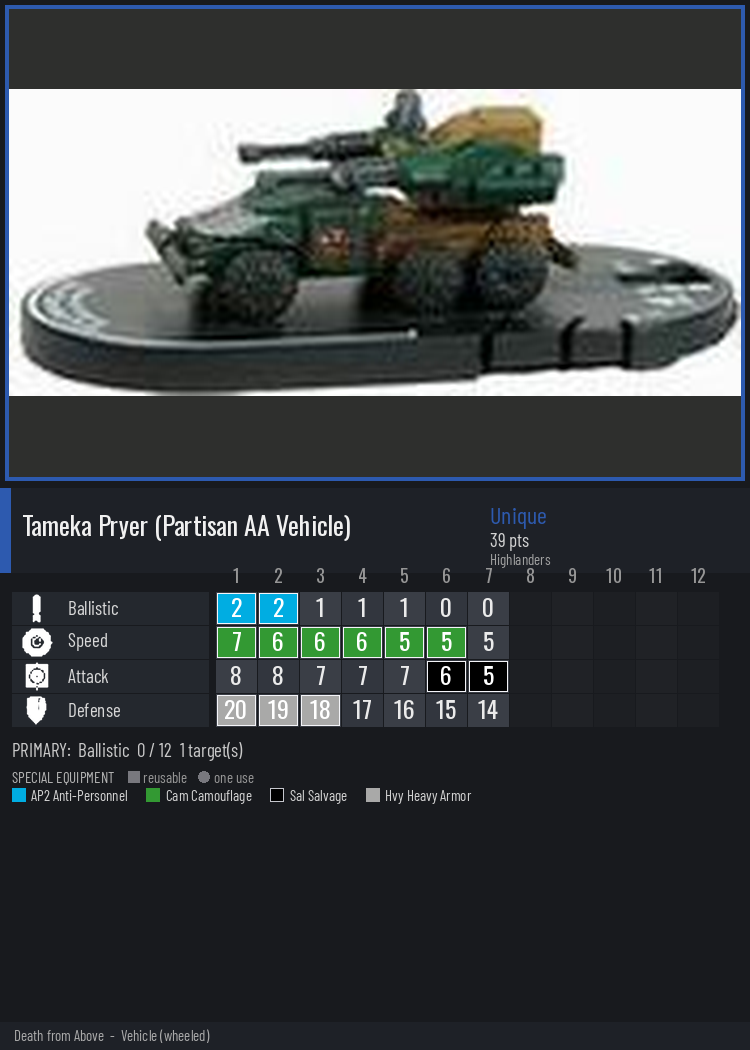 Tameka Pryer (Partisan AA Vehicle)
Unique
39 pts
Highlanders
1 2 3 4 5 6 7 8 9 10 11 12
Ballistic 2 2 1 1 1 0 0
Speed 7 6 6 6 5 5 5
Attack 8 8 7 7 7 6 5
Defense 20 19 18 17 16 15 14
PRIMARY: Ballistic 0 / 12 1 target(s)
SPECIAL EQUIPMENT reusable one use
AP2 Anti-Personnel Cam Camouflage Sal Salvage Hvy Heavy Armor
Death from Above - Vehicle (wheeled)